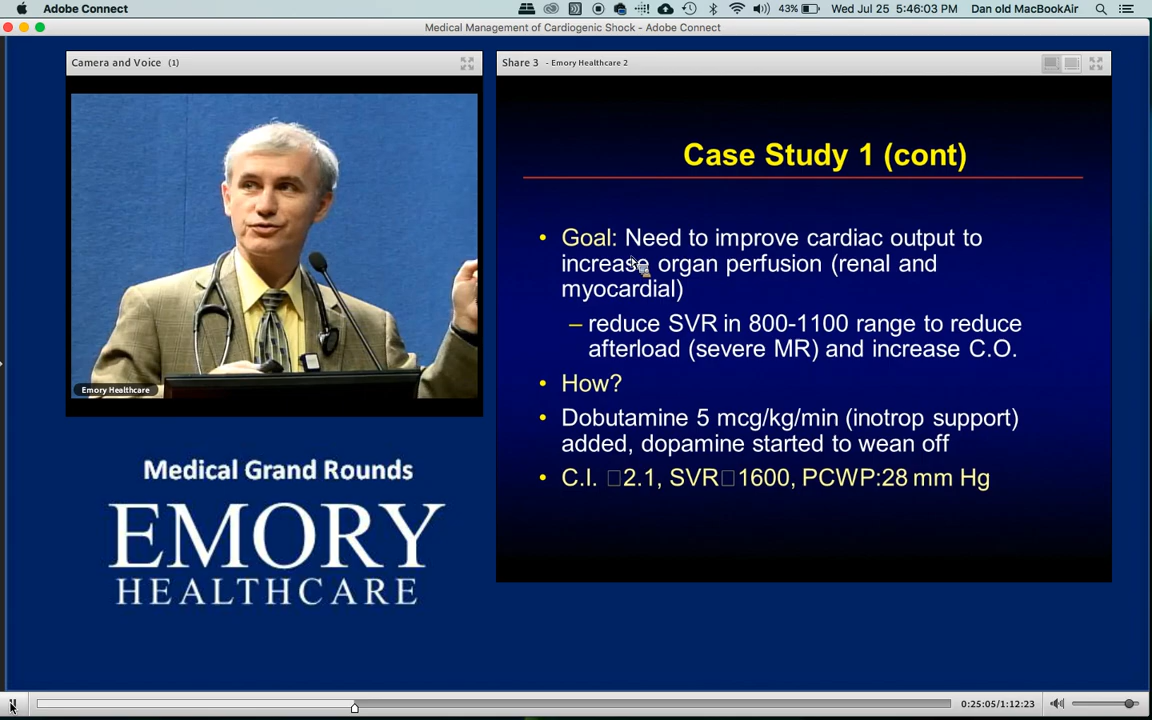 Adobe Connect
43%
Wed Jul 25 5:46:03 PM
Dan old MacBookAir
Medical Management of Cardiogenic Shock - Adobe Connect
Camera and Voice (1)
Share 3 - Emory Healthcare 2
Emory Healthcare
Case Study 1 (cont)
• Goal: Need to improve cardiac output to
increase organ perfusion (renal and
myocardial)
– reduce SVR in 800-1100 range to reduce
afterload (severe MR) and increase C.O.
• How?
• Dobutamine 5 mcg/kg/min (inotrop support)
added, dopamine started to wean off
• C.I. □2.1, SVR□1600, PCWP:28 mm Hg
Medical Grand Rounds
EMORY
HEALTHCARE
0:25:05/1:12:23